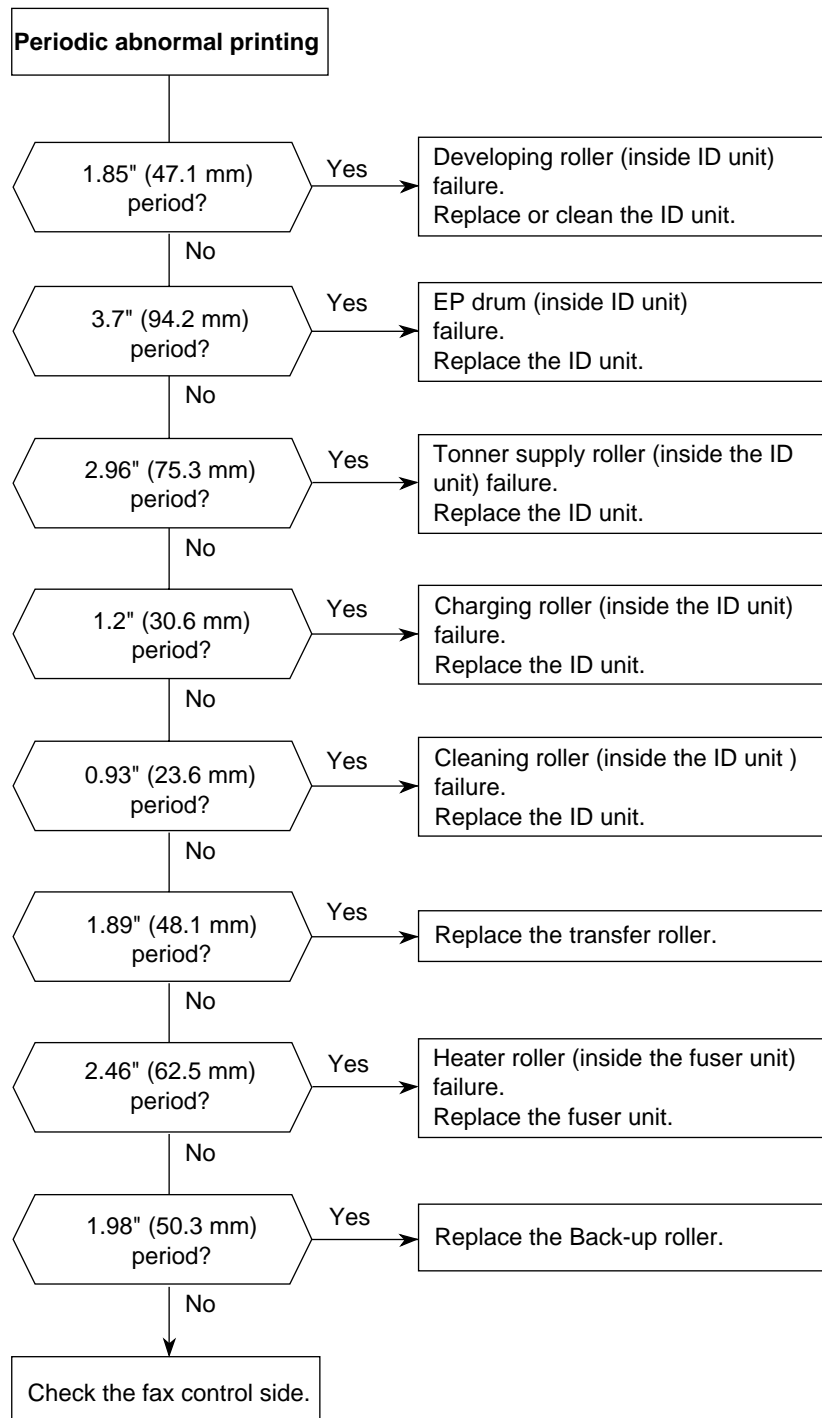 Periodic abnormal printing
1.85" (47.1 mm)
period?
Yes
Developing roller (inside ID unit)
failure.
Replace or clean the ID unit.
No
3.7" (94.2 mm)
period?
Yes
EP drum (inside ID unit)
failure.
Replace the ID unit.
No
2.96" (75.3 mm)
period?
Yes
Tonner supply roller (inside the ID
unit) failure.
Replace the ID unit.
No
1.2" (30.6 mm)
period?
Yes
Charging roller (inside the ID unit)
failure.
Replace the ID unit.
No
0.93" (23.6 mm)
period?
Yes
Cleaning roller (inside the ID unit )
failure.
Replace the ID unit.
No
1.89" (48.1 mm)
period?
Yes
Replace the transfer roller.
No
2.46" (62.5 mm)
period?
Yes
Heater roller (inside the fuser unit)
failure.
Replace the fuser unit.
No
1.98" (50.3 mm)
period?
Yes
Replace the Back-up roller.
No
Check the fax control side.